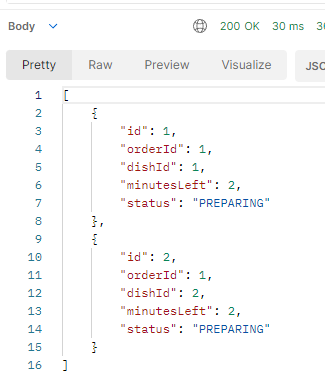 Body 200 OK 30 ms
Pretty Raw Preview Visualize
1 [
2 {
3 "id": 1,
4 "orderId": 1,
5 "dishId": 1,
6 "minutesLeft": 2,
7 "status": "PREPARING"
8 },
9 {
10 "id": 2,
11 "orderId": 1,
12 "dishId": 2,
13 "minutesLeft": 2,
14 "status": "PREPARING"
15 }
16 ]